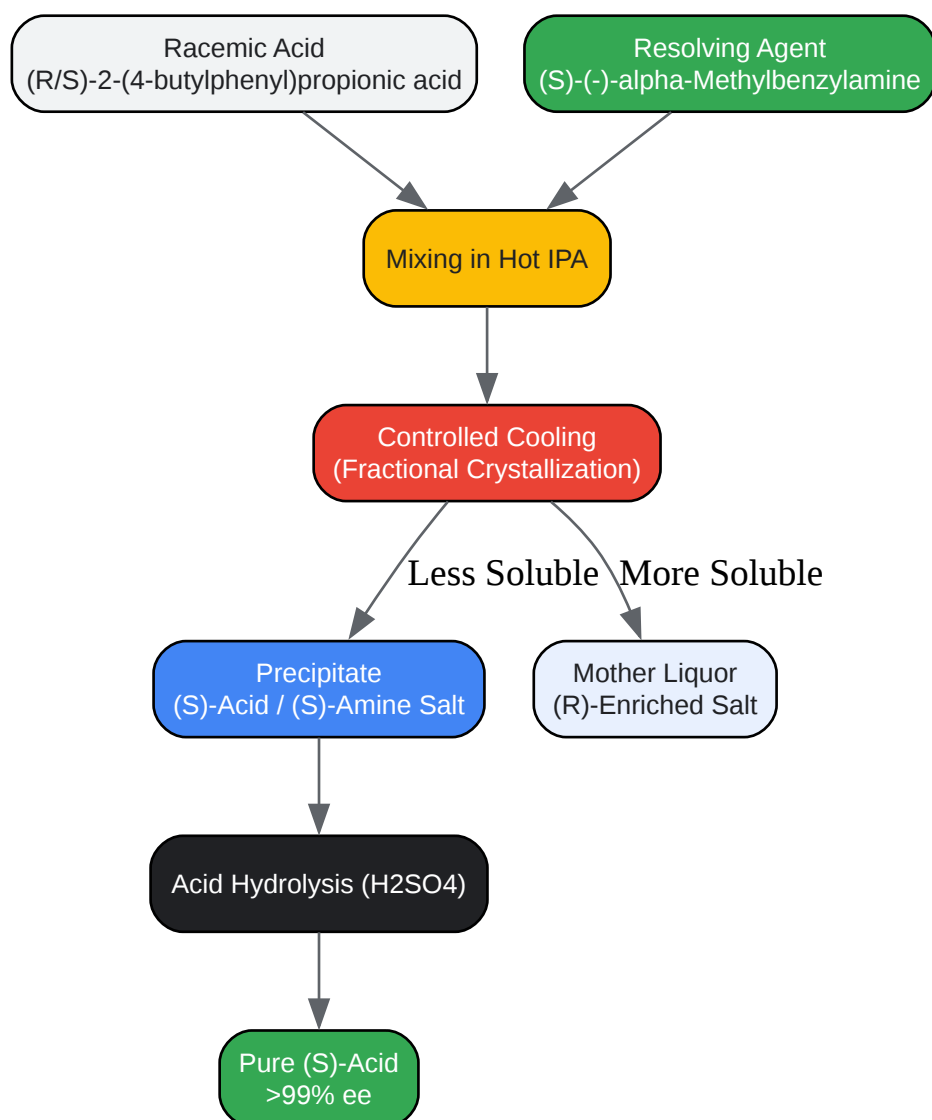 Racemic Acid
(R/S)-2-(4-butylphenyl)propionic acid
Resolving Agent
(S)-(-)-alpha-Methylbenzylamine
Mixing in Hot IPA
Controlled Cooling
(Fractional Crystallization)
Less Soluble
More Soluble
Precipitate
(S)-Acid / (S)-Amine Salt
Mother Liquor
(R)-Enriched Salt
Acid Hydrolysis (H2SO4)
Pure (S)-Acid
>99% ee